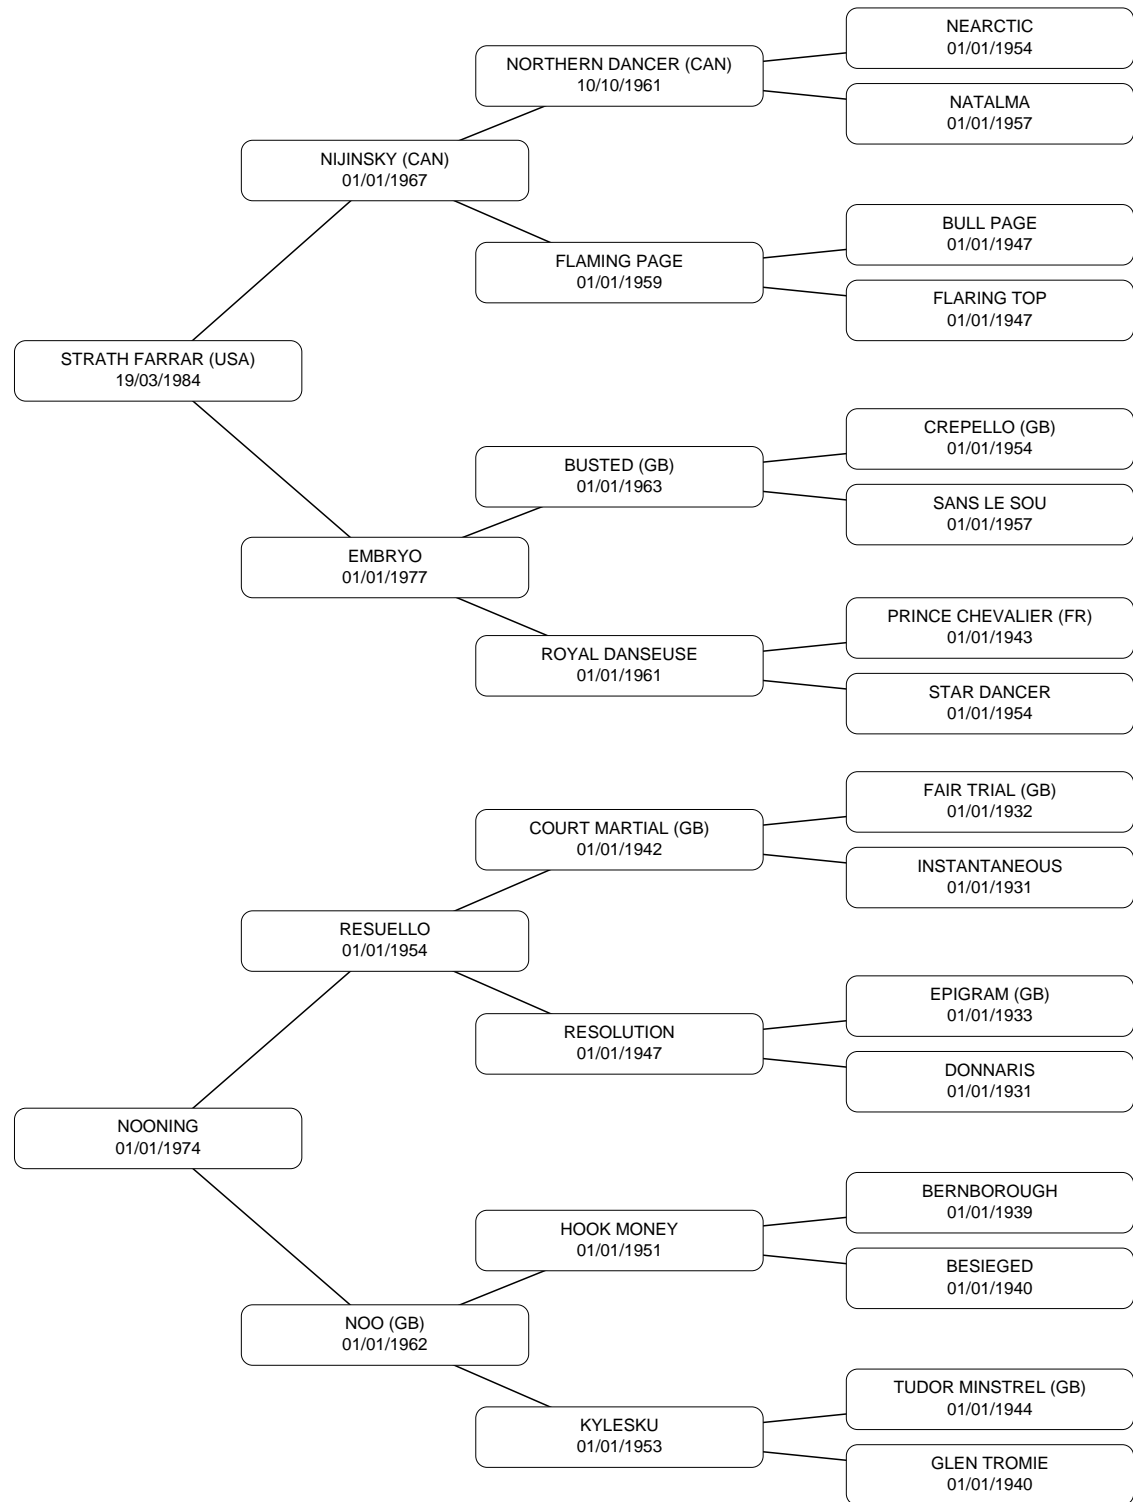 NEARCTIC
01/01/1954
NORTHERN DANCER (CAN)
10/10/1961
NATALMA
01/01/1957
NIJINSKY (CAN)
01/01/1967
BULL PAGE
01/01/1947
FLAMING PAGE
01/01/1959
FLARING TOP
01/01/1947
STRATH FARRAR (USA)
19/03/1984
CREPELLO (GB)
01/01/1954
BUSTED (GB)
01/01/1963
SANS LE SOU
01/01/1957
EMBRYO
01/01/1977
PRINCE CHEVALIER (FR)
01/01/1943
ROYAL DANSEUSE
01/01/1961
STAR DANCER
01/01/1954
FAIR TRIAL (GB)
01/01/1932
COURT MARTIAL (GB)
01/01/1942
INSTANTANEOUS
01/01/1931
RESUELLO
01/01/1954
EPIGRAM (GB)
01/01/1933
RESOLUTION
01/01/1947
DONNARIS
01/01/1931
NOONING
01/01/1974
BERNBOROUGH
01/01/1939
HOOK MONEY
01/01/1951
BESIEGED
01/01/1940
NOO (GB)
01/01/1962
TUDOR MINSTREL (GB)
01/01/1944
KYLESKU
01/01/1953
GLEN TROMIE
01/01/1940